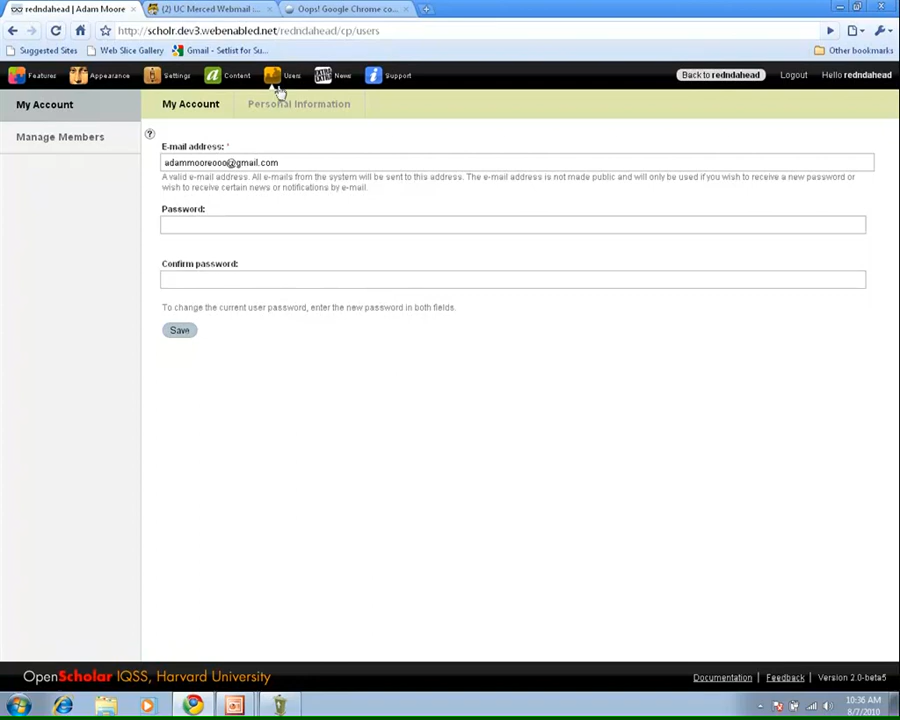 redndahead | Adam Moore
(2) UC Merced Webmail :...
Oops! Google Chrome co...
http://scholr.dev3.webenabled.net/redndahead/cp/users
Suggested Sites
Web Slice Gallery
Gmail - Setlist for Su...
Other bookmarks
Features
Appearance
Settings
Content
Users
News
Support
Back to redndahead
Logout
Hello redndahead
My Account
Manage Members
My Account
Personal Information
E-mail address: *
adammooreooo@gmail.com
A valid e-mail address. All e-mails from the system will be sent to this address. The e-mail address is not made public and will only be used if you wish to receive a new password or
wish to receive certain news or notifications by e-mail.
Password:
Confirm password:
To change the current user password, enter the new password in both fields.
Save
OpenScholar IQSS, Harvard University
Documentation
Feedback
Version 2.0-beta5
10:36 AM
8/7/2010